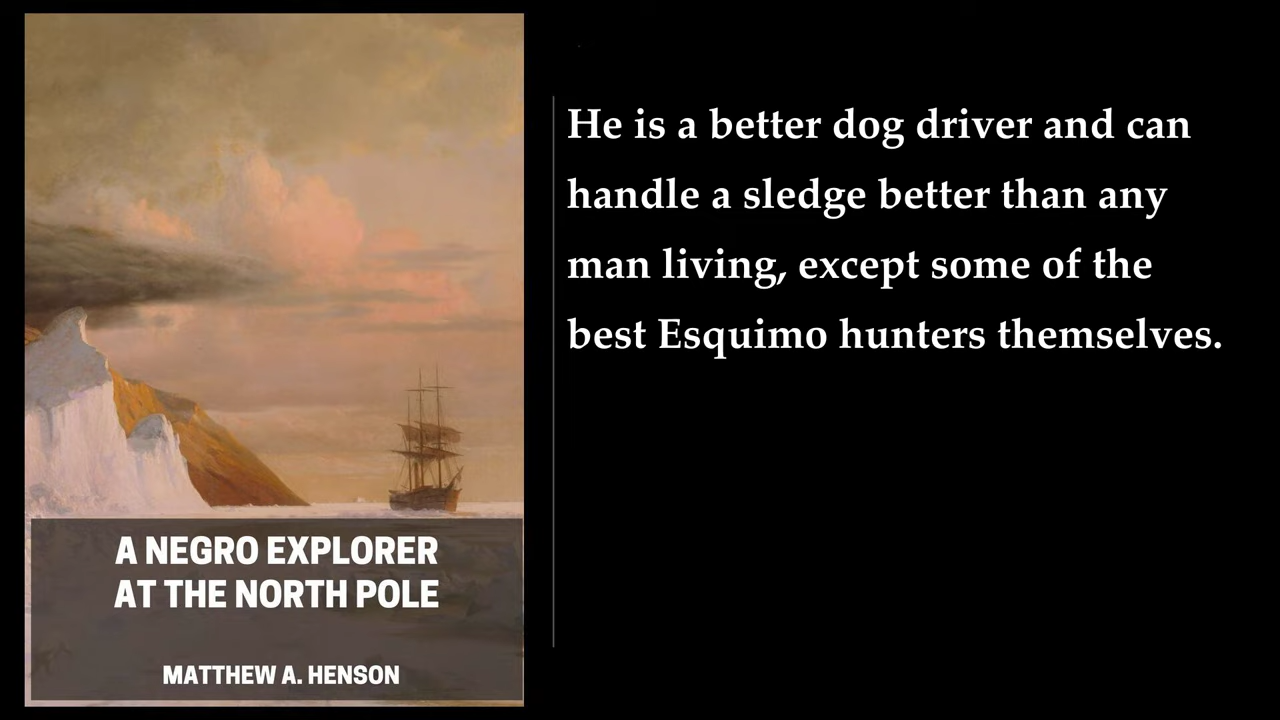 He is a better dog driver and can
handle a sledge better than any
man living, except some of the
best Esquimo hunters themselves.
A NEGRO EXPLORER
AT THE NORTH POLE
MATTHEW A. HENSON